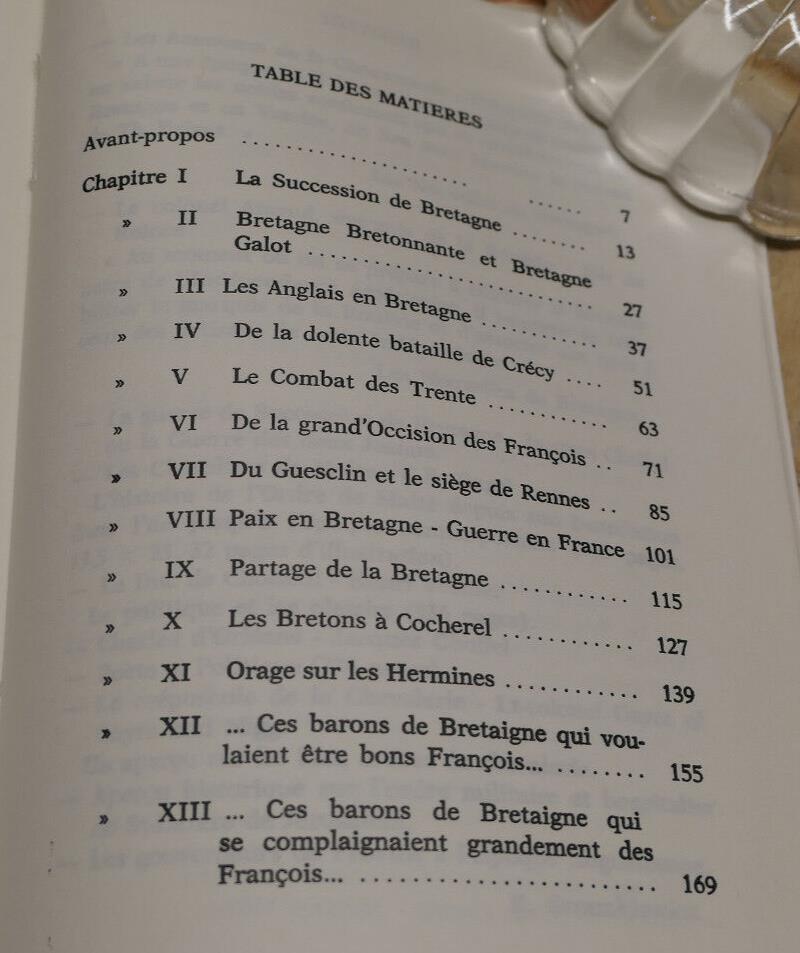 TABLE DES MATIERES
Avant-propos .................... ...... 7
Chapitre I La Succession de Bretagne ........ 13
» II Bretagne Bretonnante et Bretagne
Galot .......................... 27
» III Les Anglais en Bretagne ............ 37
» IV De la dolente bataille de Crécy .... 51
» V Le Combat des Trente ............ 63
» VI De la grand'Occision des François .. 71
» VII Du Guesclin et le siège de Rennes .. 85
» VIII Paix en Bretagne - Guerre en France 101
» IX Partage de la Bretagne ............ 115
» X Les Bretons à Cocherel ............ 127
» XI Orage sur les Hermines ............ 139
» XII ... Ces barons de Bretaigne qui vou-
laient être bons François... ........ 155
» XIII ... Ces barons de Bretaigne qui
se complaignaient grandement des
François... ........................ 169